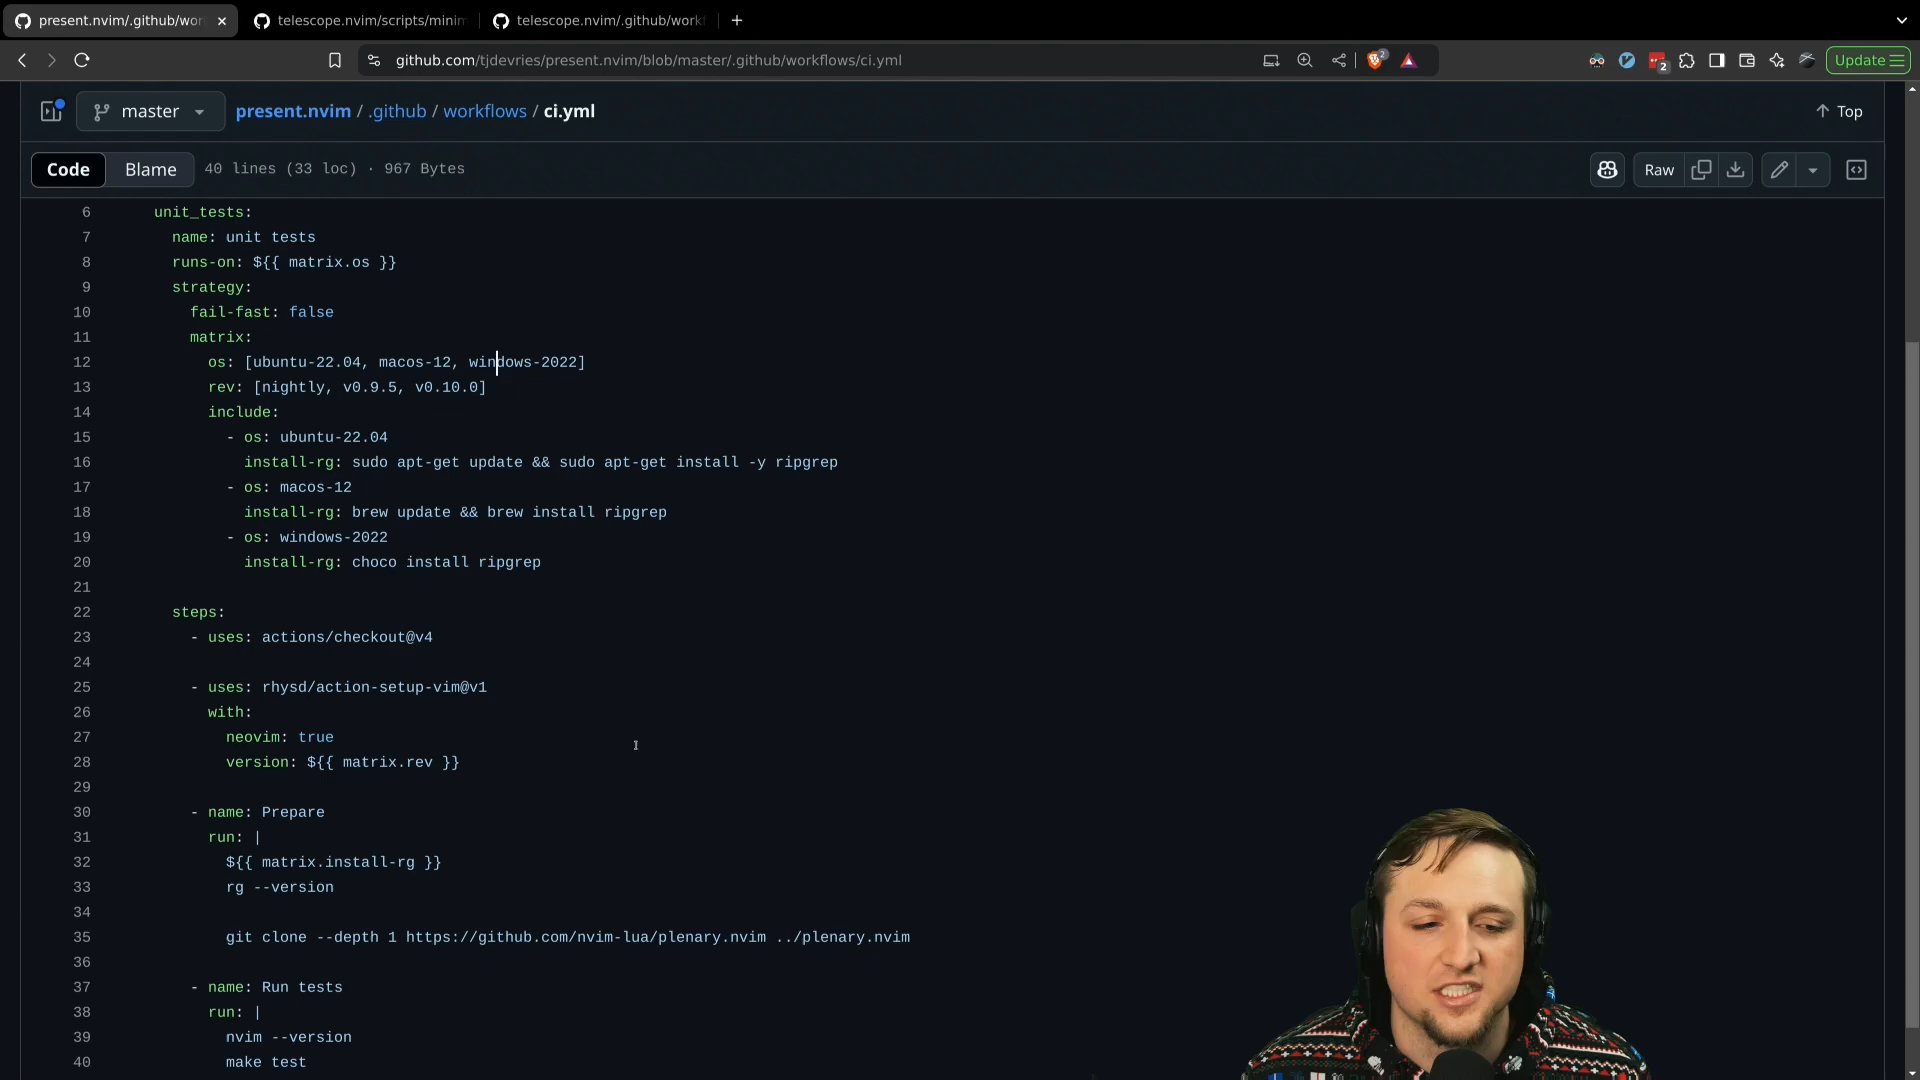 present.nvim/.github/wor
telescope.nvim/scripts/minim
telescope.nvim/.github/work
github.com/tjdevries/present.nvim/blob/master/.github/workflows/ci.yml
2
2
Update
master
present.nvim / .github / workflows / ci.yml
Top
Code
Blame
40 lines (33 loc) · 967 Bytes
Raw
6 unit_tests:
7 name: unit tests
8 runs-on: ${{ matrix.os }}
9 strategy:
10 fail-fast: false
11 matrix:
12 os: [ubuntu-22.04, macos-12, windows-2022]
13 rev: [nightly, v0.9.5, v0.10.0]
14 include:
15 - os: ubuntu-22.04
16 install-rg: sudo apt-get update && sudo apt-get install -y ripgrep
17 - os: macos-12
18 install-rg: brew update && brew install ripgrep
19 - os: windows-2022
20 install-rg: choco install ripgrep
21
22 steps:
23 - uses: actions/checkout@v4
24
25 - uses: rhysd/action-setup-vim@v1
26 with:
27 neovim: true
28 version: ${{ matrix.rev }}
29
30 - name: Prepare
31 run: |
32 ${{ matrix.install-rg }}
33 rg --version
34
35 git clone --depth 1 https://github.com/nvim-lua/plenary.nvim ../plenary.nvim
36
37 - name: Run tests
38 run: |
39 nvim --version
40 make test